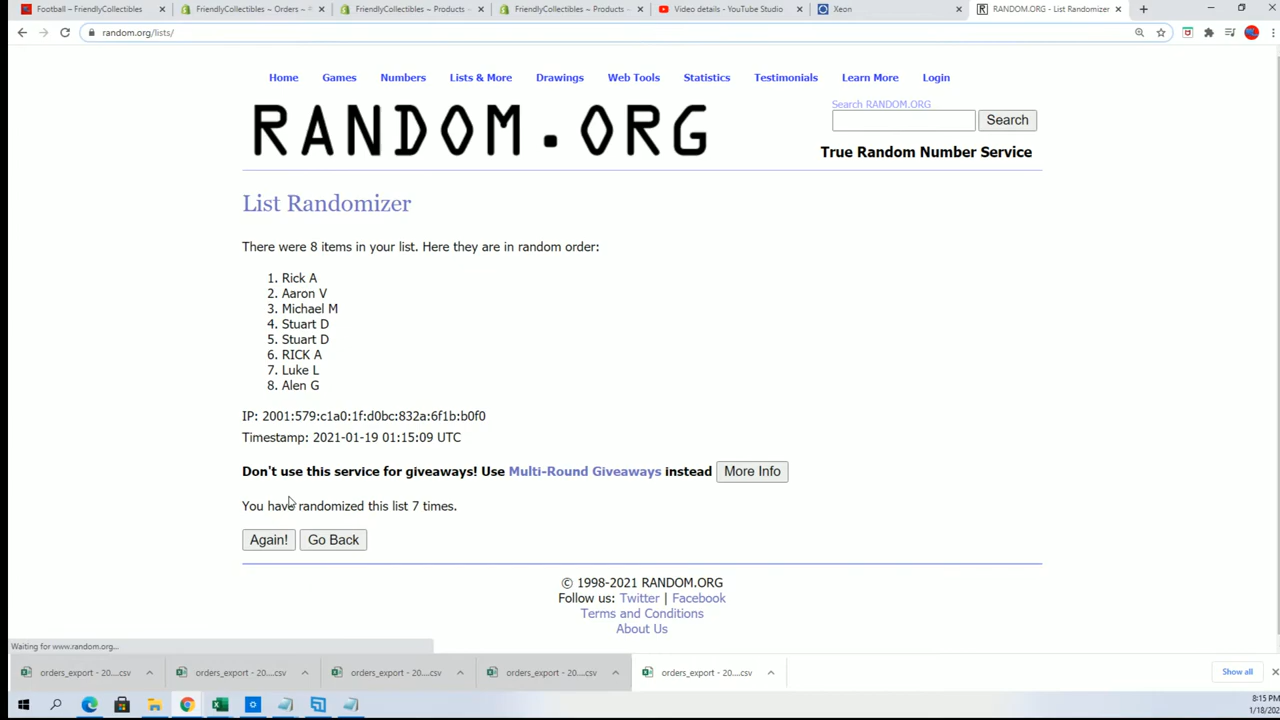 Football ~ FriendlyCollectibles
FriendlyCollectibles ~ Orders ~
FriendlyCollectibles ~ Products ~
FriendlyCollectibles ~ Products ~
Video details - YouTube Studio
Xeon
RANDOM.ORG - List Randomizer
random.org/lists/
Home Games Numbers Lists & More Drawings Web Tools Statistics Testimonials Learn More Login
RANDOM.ORG
Search RANDOM.ORG
Search
True Random Number Service
List Randomizer
There were 8 items in your list. Here they are in random order:
1. Rick A
2. Aaron V
3. Michael M
4. Stuart D
5. Stuart D
6. RICK A
7. Luke L
8. Alen G
IP: 2001:579:c1a0:1f:d0bc:832a:6f1b:b0f0
Timestamp: 2021-01-19 01:15:09 UTC
Don't use this service for giveaways! Use Multi-Round Giveaways instead More Info
You have randomized this list 7 times.
Again! Go Back
© 1998-2021 RANDOM.ORG
Follow us: Twitter | Facebook
Terms and Conditions
About Us
Waiting for www.random.org...
orders_export - 20....csv orders_export - 20....csv orders_export - 20....csv orders_export - 20....csv orders_export - 20....csv Show all
8:15 PM
1/18/202